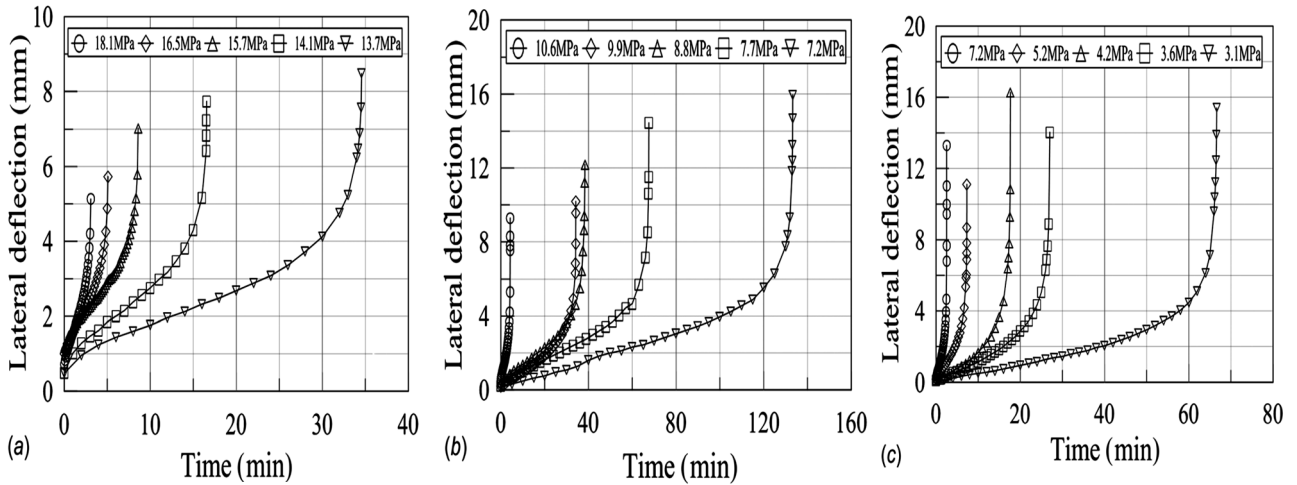 10
8
6
4
2
0
Lateral deflection (mm)
18.1MPa 16.5MPa 15.7MPa 14.1MPa 13.7MPa
0 10 20 30 40
Time (min)
(a)
20
16
12
8
4
0
Lateral deflection (mm)
10.6MPa 9.9MPa 8.8MPa 7.7MPa 7.2MPa
0 40 80 120 160
Time (min)
(b)
20
16
12
8
4
0
Lateral deflection (mm)
7.2MPa 5.2MPa 4.2MPa 3.6MPa 3.1MPa
0 20 40 60 80
Time (min)
(c)